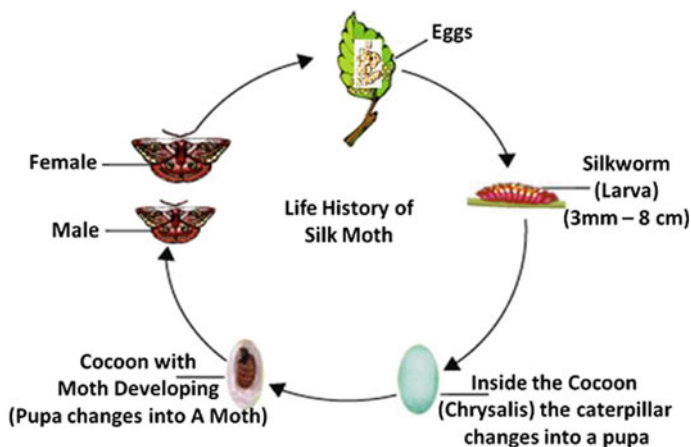 Eggs
Silkworm
(Larva)
(3mm – 8 cm)
Inside the Cocoon
(Chrysalis) the caterpillar
changes into a pupa
Cocoon with
Moth Developing
(Pupa changes into A Moth)
Male
Female
Life History of
Silk Moth